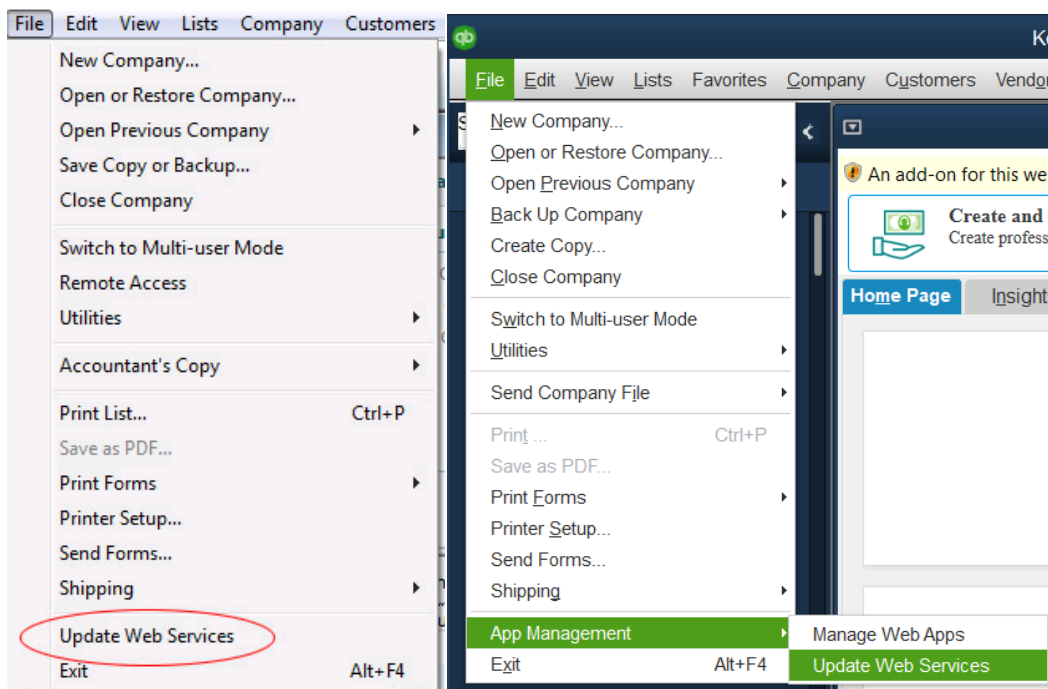 File Edit View Lists Company Customers
New Company...
Open or Restore Company...
Open Previous Company
Save Copy or Backup...
Close Company
Switch to Multi-user Mode
Remote Access
Utilities
Accountant's Copy
Print List... Ctrl+P
Save as PDF...
Print Forms
Printer Setup...
Send Forms...
Shipping
Update Web Services
Exit Alt+F4
qb
File Edit View Lists Favorites Company Customers
New Company...
Open or Restore Company...
Open Previous Company
Back Up Company
Create Copy...
Close Company
Switch to Multi-user Mode
Utilities
Send Company File
Print ... Ctrl+P
Save as PDF...
Print Forms
Printer Setup...
Send Forms...
Shipping
App Management
Exit Alt+F4
Manage Web Apps
Update Web Services
An add-on for this we
Create and
Create profess
Home Page Insight